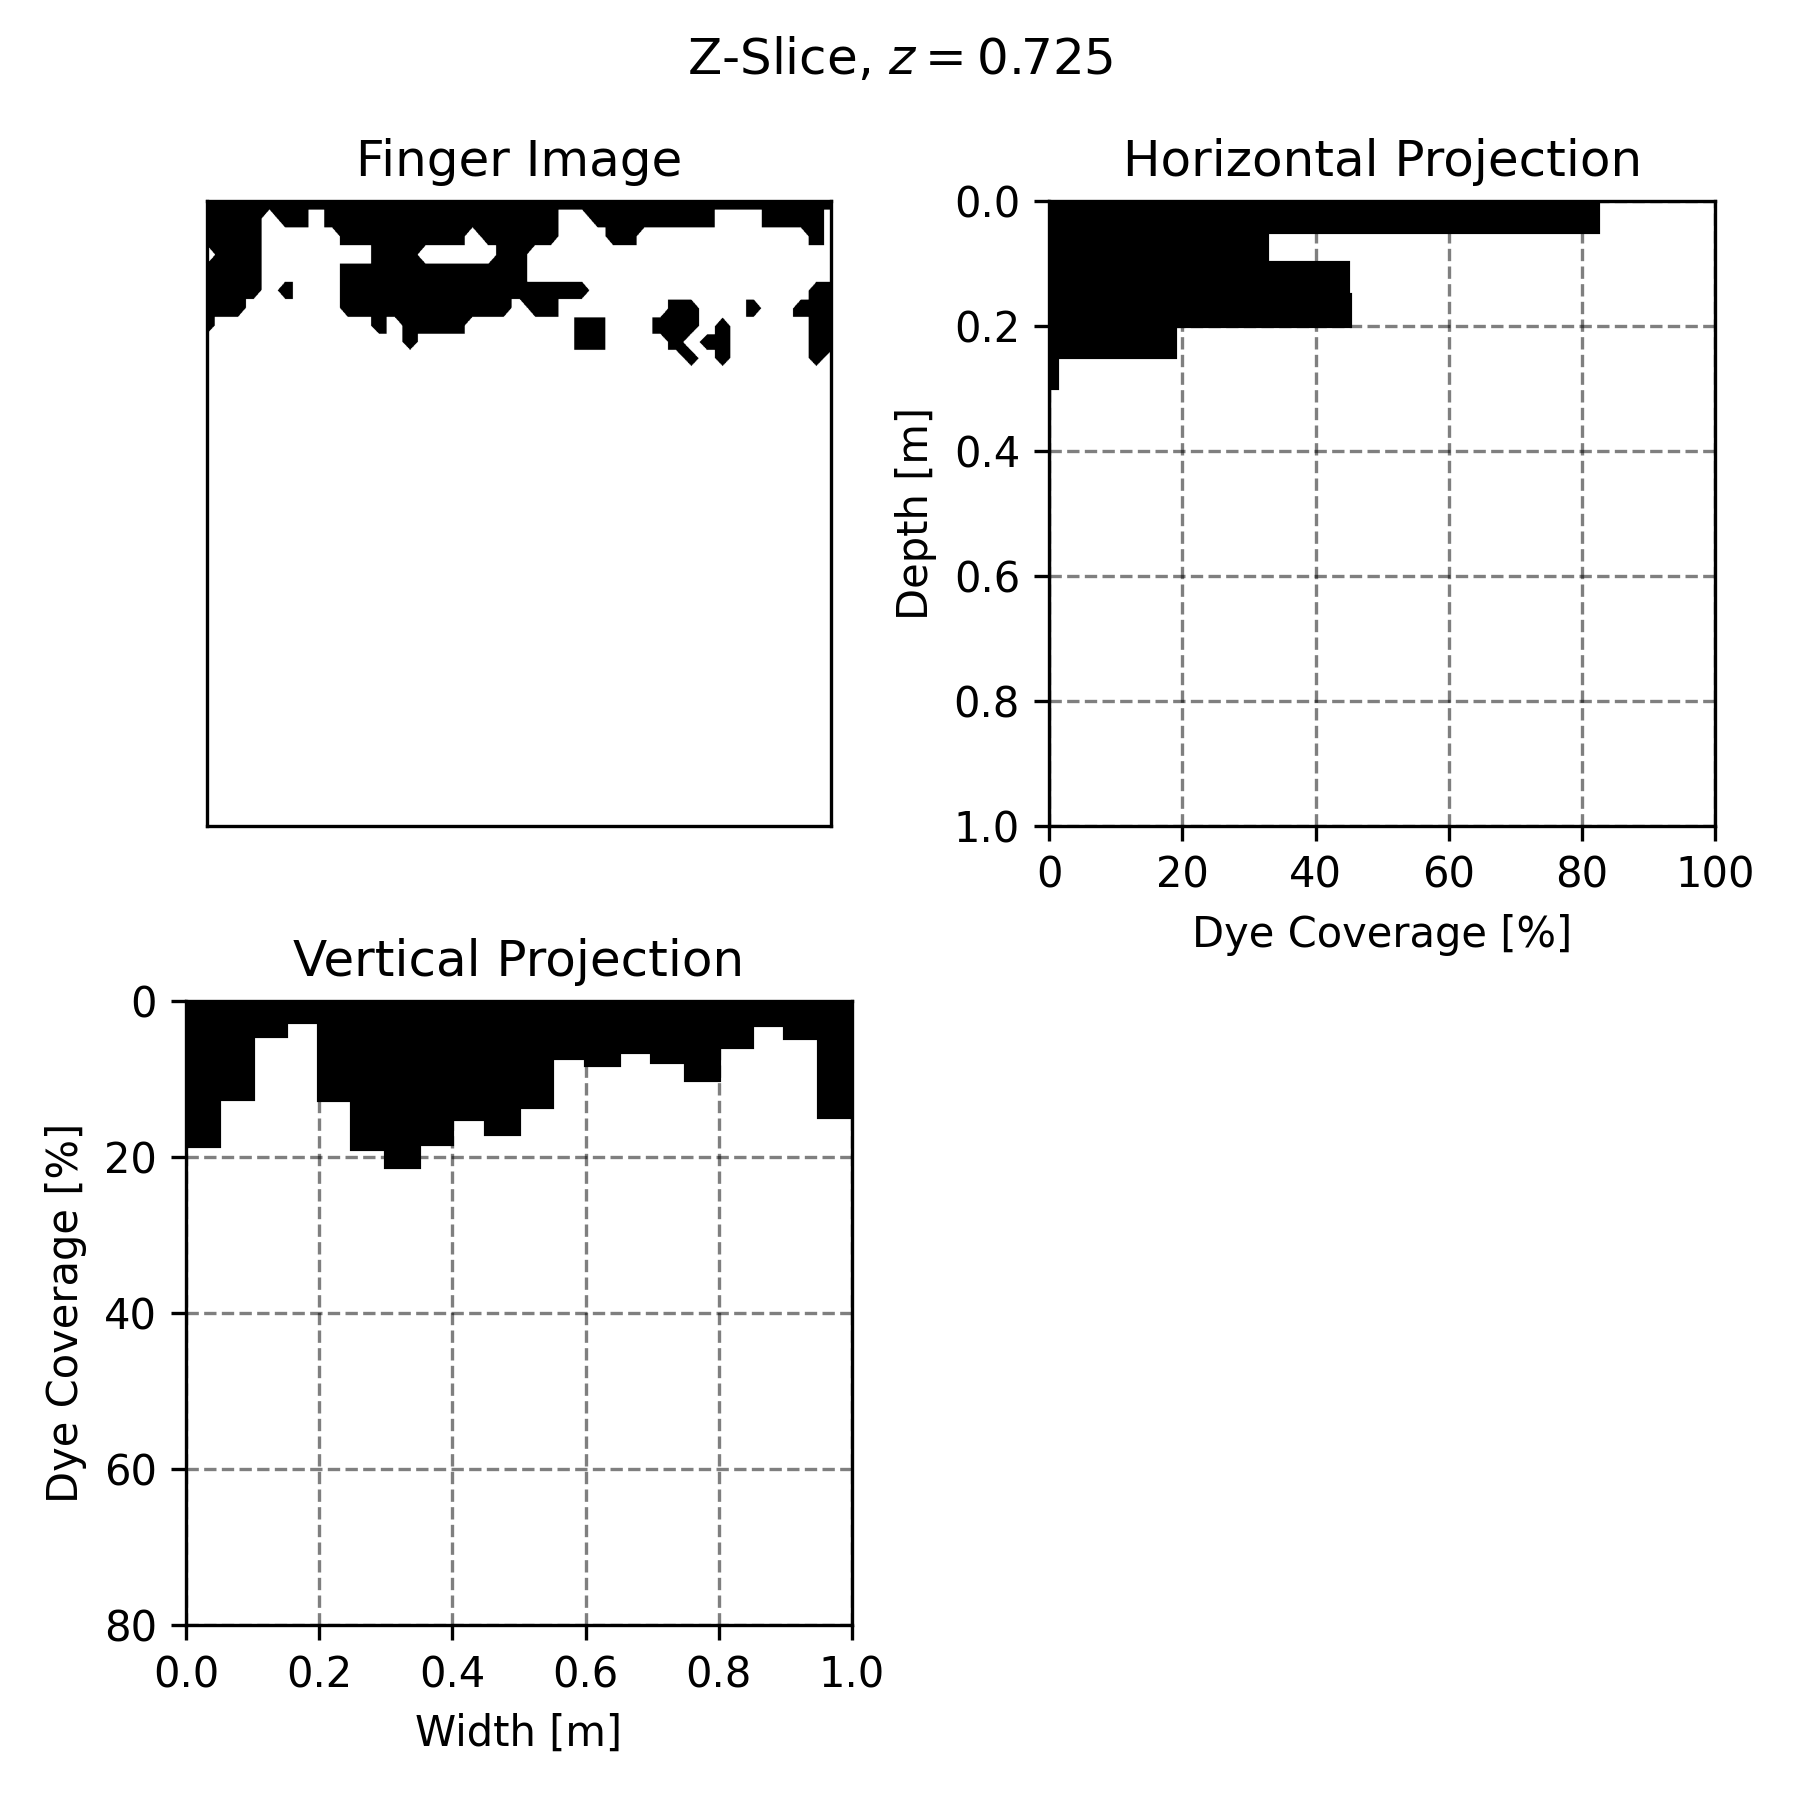 Z-Slice, z = 0.725
Finger Image
Horizontal Projection
0.0
0.2
0.4
0.6
0.8
1.0
Depth [m]
0 20 40 60 80 100
Dye Coverage [%]
Vertical Projection
0
20
40
60
80
Dye Coverage [%]
0.0 0.2 0.4 0.6 0.8 1.0
Width [m]